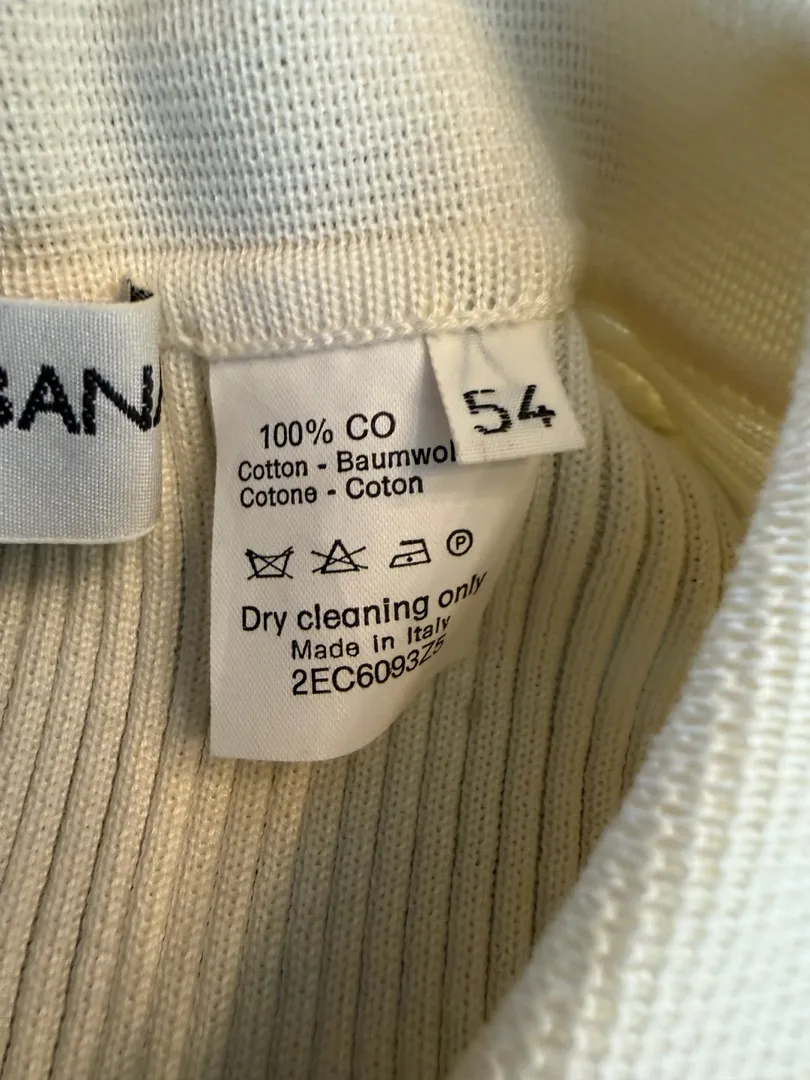 BANA
54
100% CO
Cotton - Baumwol
Cotone - Coton
P
Dry cleaning only
Made in Italy
2EC6093Z5